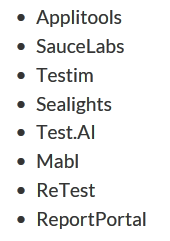 • Applitools
• SauceLabs
• Testim
• Sealights
• Test.AI
• Mabl
• ReTest
• ReportPortal